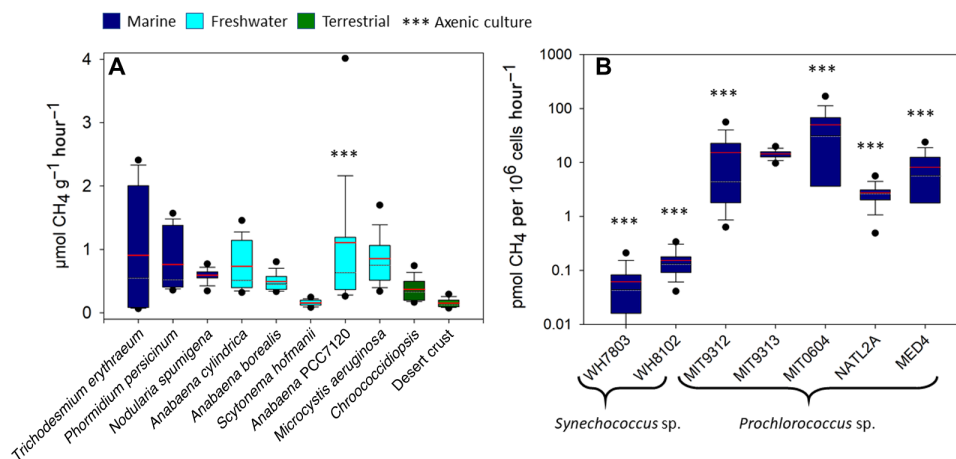 Marine Freshwater Terrestrial *** Axenic culture
A
μmol CH₄ g⁻¹ hour⁻¹
4
3
2
1
0
***
Trichodesmium erythraeum
Phormidium persicinum
Nodularia spumigena
Anabaena cylindrica
Anabaena borealis
Scytonema hofmanii
Anabaena PCC7120
Microcystis aeruginosa
Chroococcidiopsis
Desert crust
B
pmol CH₄ per 10⁶ cells hour⁻¹
1000
100
10
1
0.1
0.01
***
***
***
***
***
***
WH7803
WH8102
MIT9312
MIT9313
MIT0604
NATL2A
MED4
Synechococcus sp.
Prochlorococcus sp.